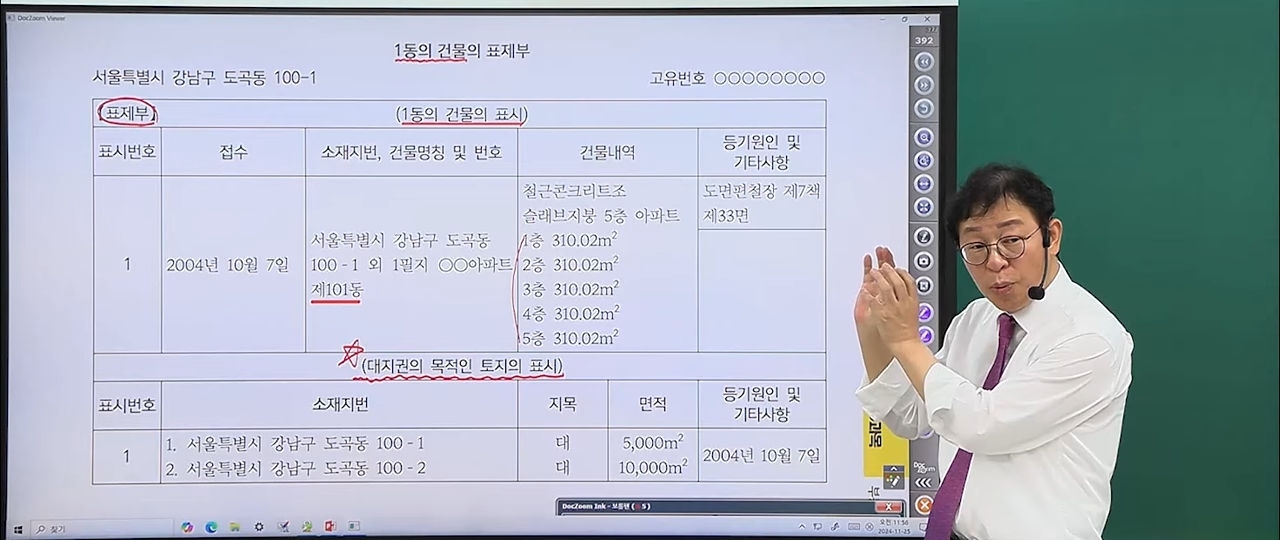 DocZoom Viewer
392
1동의 건물의 표제부
서울특별시 강남구 도곡동 100-1 고유번호 ○○○○○○○○
[표제부] (1동의 건물의 표시)
표시번호 접수 소재지번, 건물명칭 및 번호 건물내역 등기원인 및 기타사항
1 2004년 10월 7일
서울특별시 강남구 도곡동
100-1 외 1필지 ○○아파트
제101동
철근콘크리트조
슬래브지붕 5층 아파트
1층 310.02m²
2층 310.02m²
3층 310.02m²
4층 310.02m²
5층 310.02m²
도면편철장 제7책
제33면
(대지권의 목적인 토지의 표시)
표시번호 소재지번 지목 면적 등기원인 및 기타사항
1
1. 서울특별시 강남구 도곡동 100-1 대 5,000m²
2. 서울특별시 강남구 도곡동 100-2 대 10,000m²
2004년 10월 7일
찾기
오전 11:56
2024-11-25